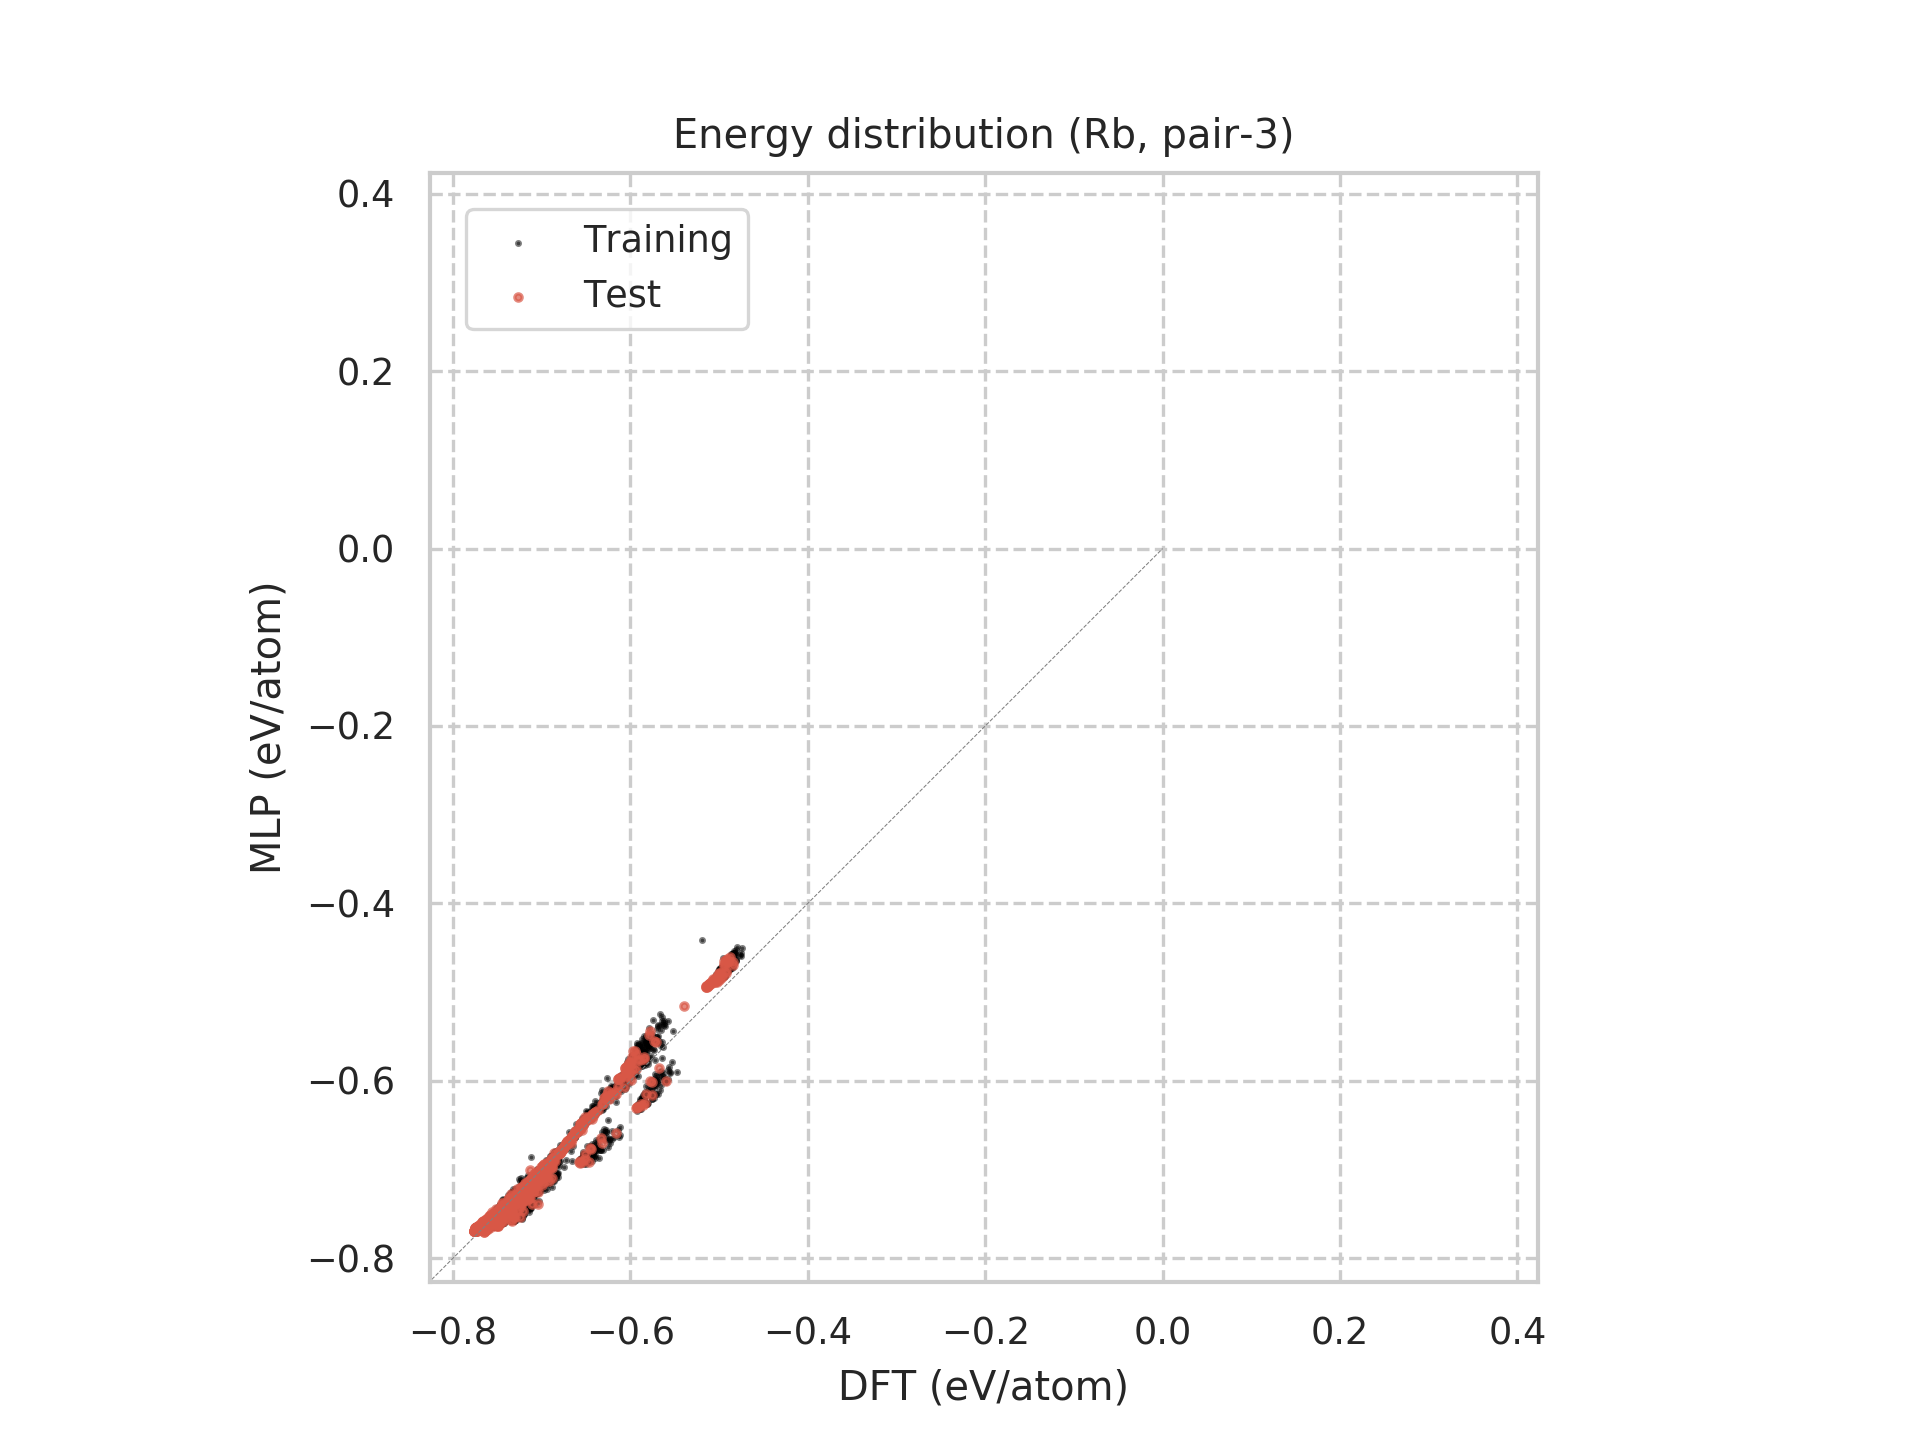 Energy distribution (Rb, pair-3)
0.4
Training
Test
0.2
0.0
MLP (eV/atom)
−0.2
−0.4
−0.6
−0.8
−0.8 −0.6 −0.4 −0.2 0.0 0.2 0.4
DFT (eV/atom)